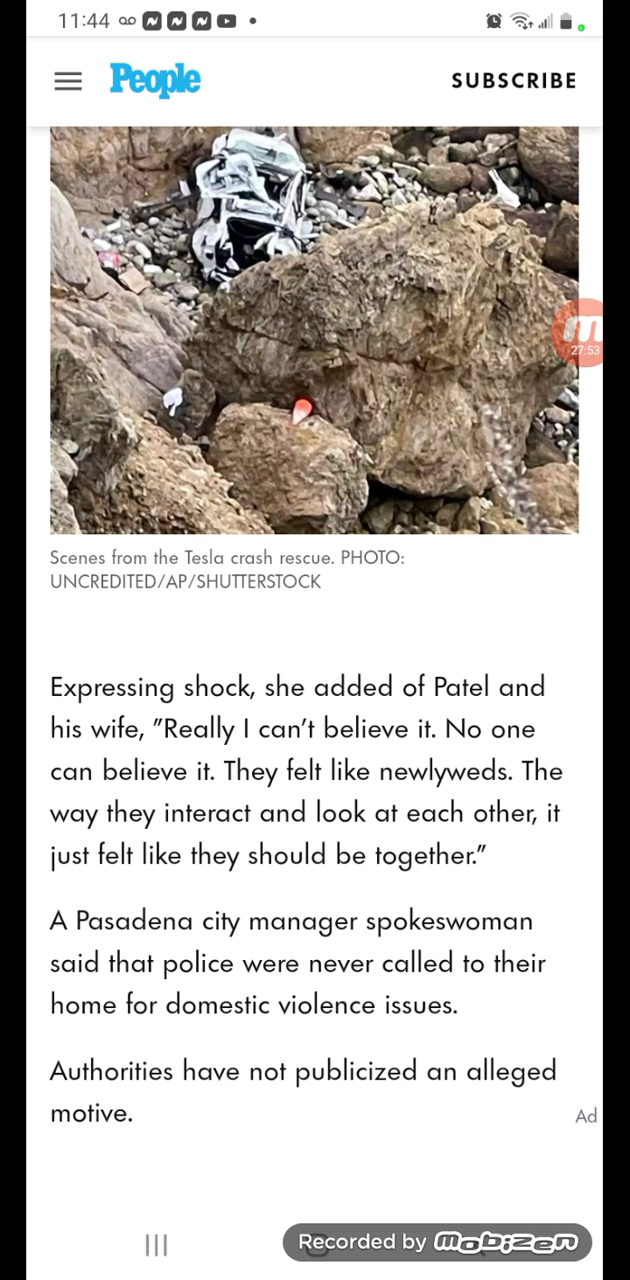 11:44
People
SUBSCRIBE
27:53
Scenes from the Tesla crash rescue. PHOTO:
UNCREDITED/AP/SHUTTERSTOCK
Expressing shock, she added of Patel and
his wife, "Really I can't believe it. No one
can believe it. They felt like newlyweds. The
way they interact and look at each other, it
just felt like they should be together."
A Pasadena city manager spokeswoman
said that police were never called to their
home for domestic violence issues.
Authorities have not publicized an alleged
motive.
Ad
Recorded by mobizen